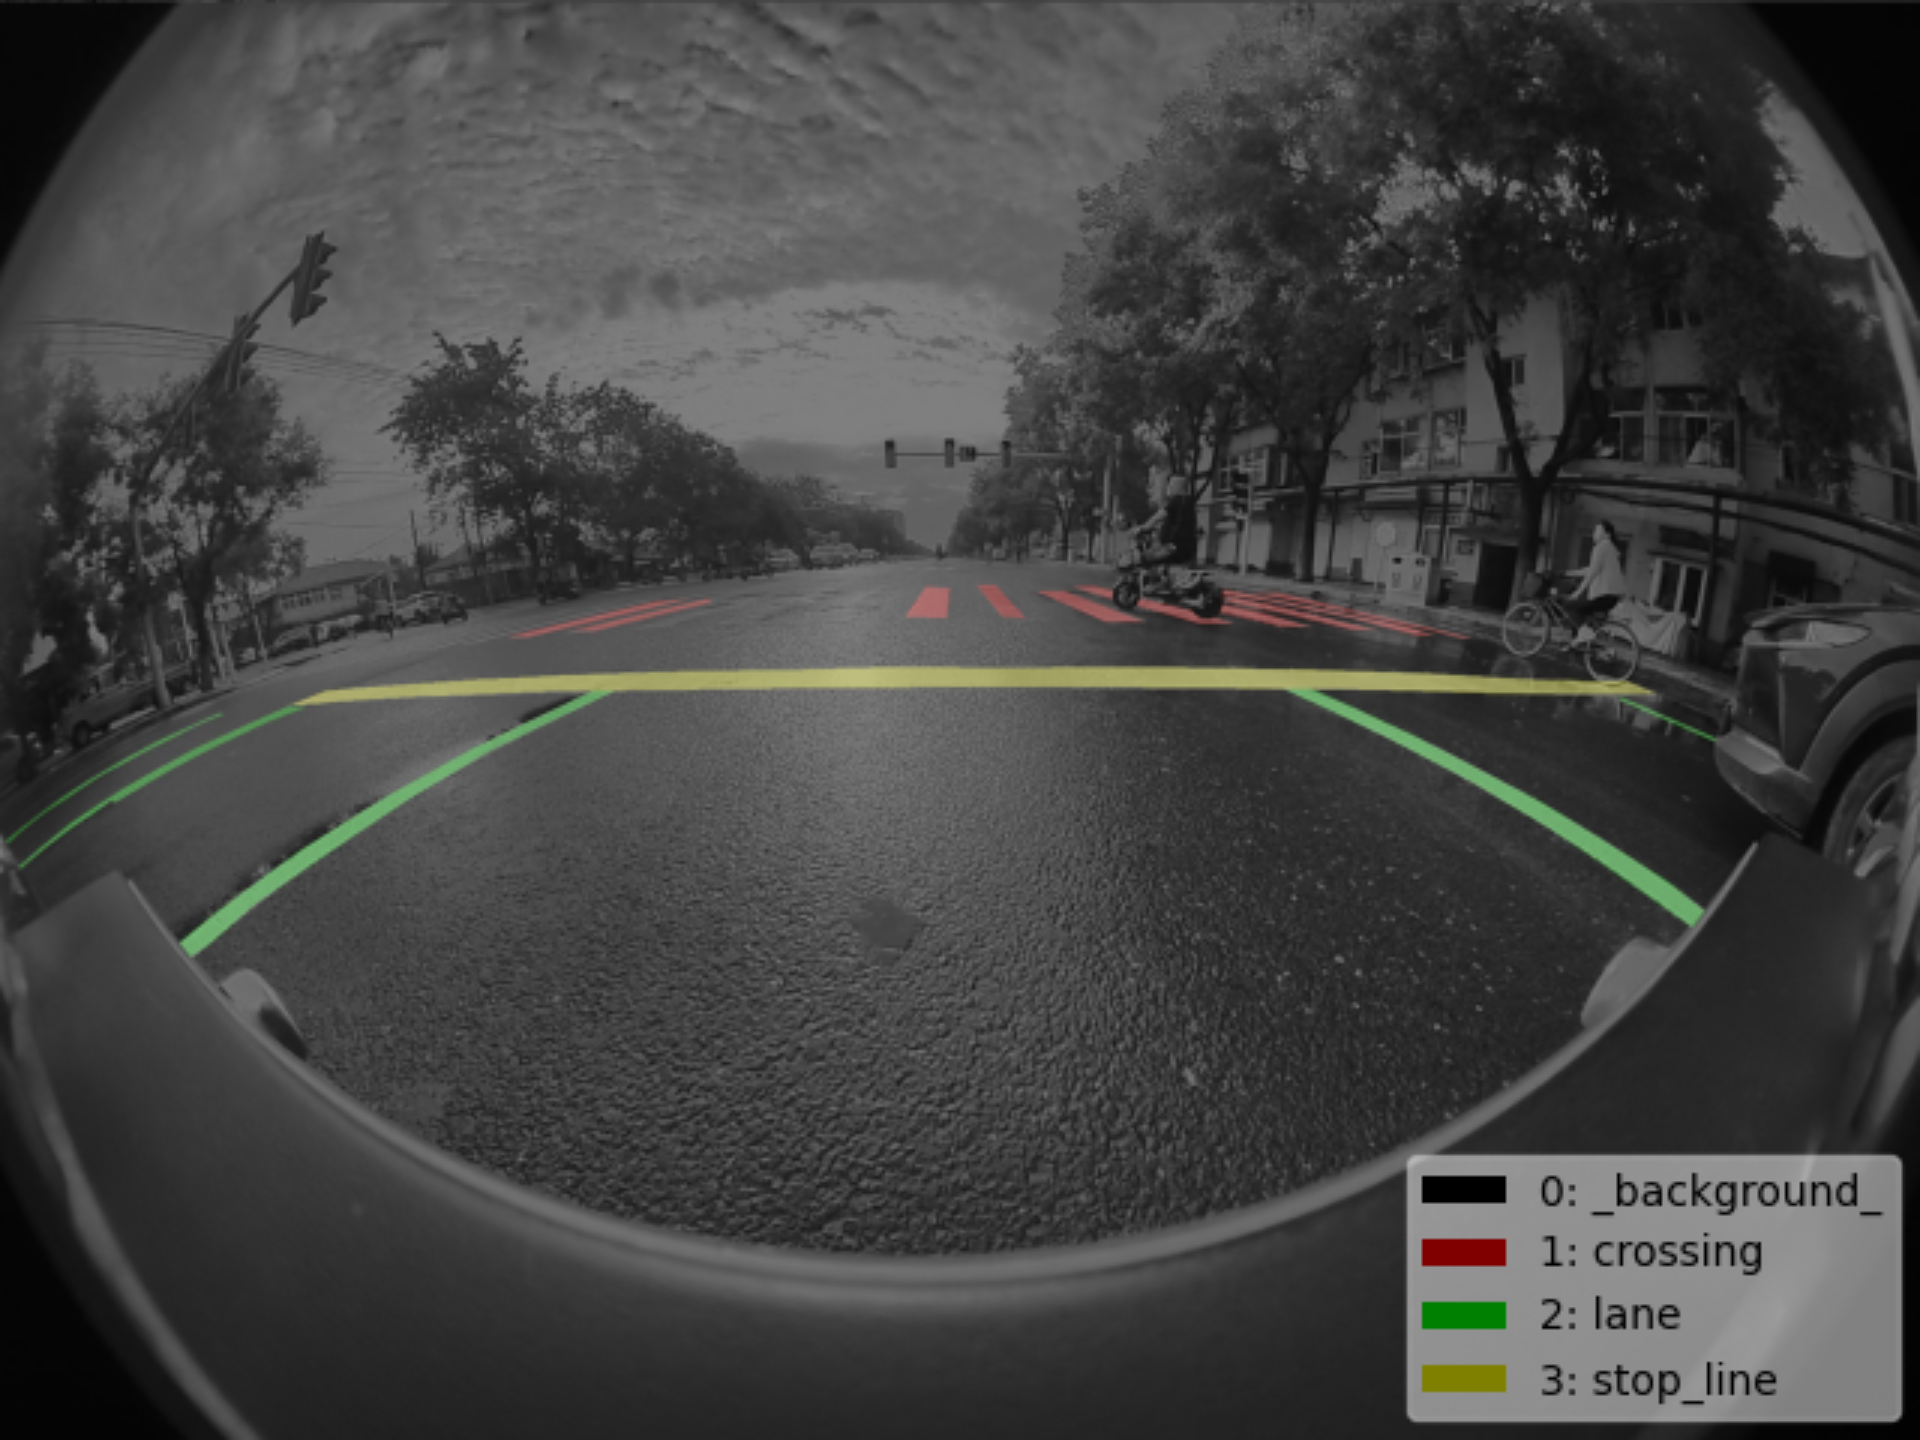 0: _background_
1: crossing
2: lane
3: stop_line